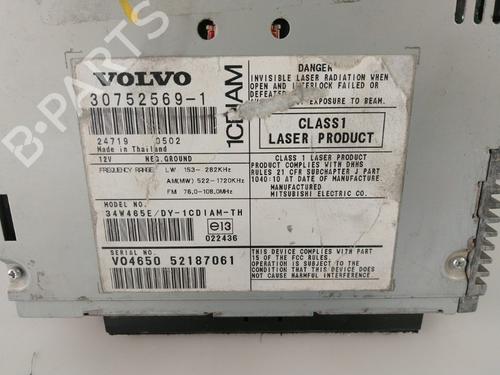 VOLVO
30752569-1
24719 0502
Made in Thailand
12V NEG.GROUND
FREQUENCY RANGE: LW 153- 282KHz
AM(MW) 522-1720KHz
FM 76.0-108.0MHz
MODEL NO.
34W465E/DY-1CDIAM-TH
e13
022436
SERIAL NO.
V04650 52187061
1CDIAM
DANGER
INVISIBLE LASER RADIATION WHEN
OPEN AND INTERLOCK FAILED OR
DEFEATED.
EXPOSURE TO BEAM.
CLASS1
LASER PRODUCT
CLASS 1 LASER PRODUCT
PRODUCT COMPLIES WITH DHHS
RULES 21 CFR SUBCHAPTER J PART
1040:10 AT DATE OF MANUFACTURE.
MANUFACTURED
MITSUBISHI ELECTRIC CO.
THIS DEVICE COMPLIES WITH PART
15 OF THE FCC RULES.
OPERATION IS SUBJECT TO THE
CONDITION THAT THIS DEVICE DOES
NOT CAUSE HARMFUL INTERFERENCE.
B-PARTS